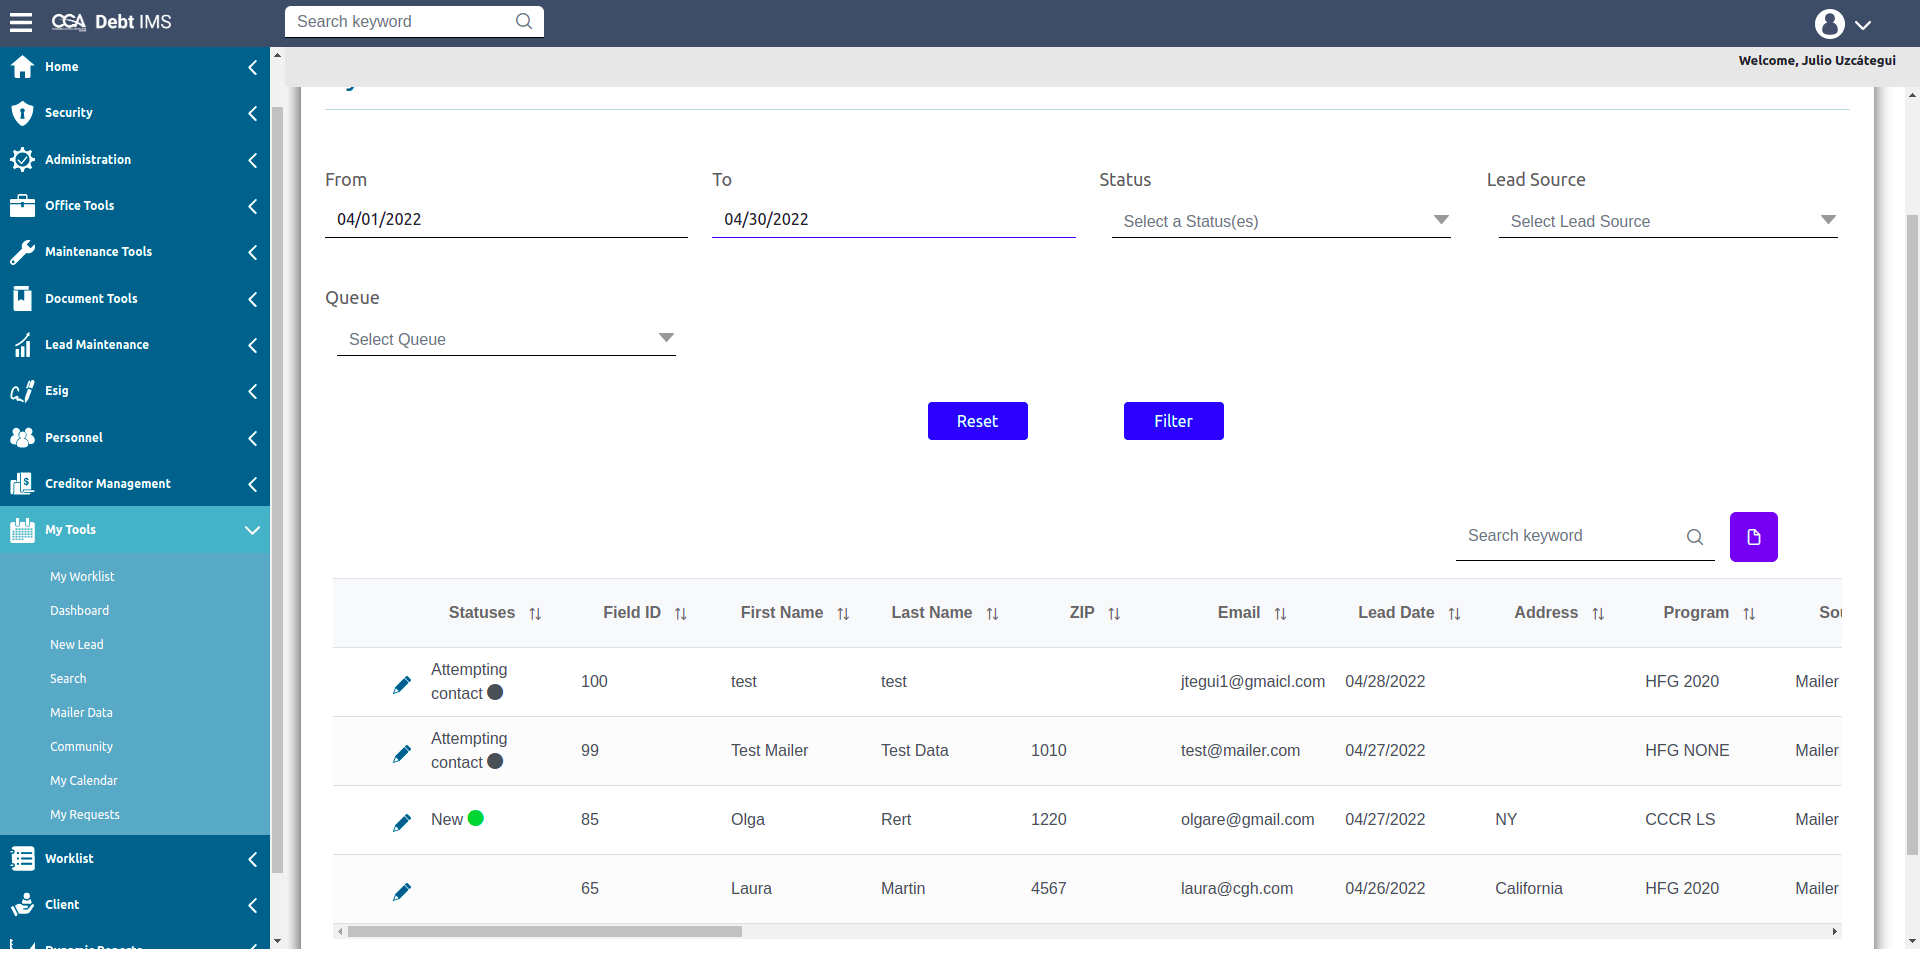 CGA Debt IMS
Search keyword
Welcome, Julio Uzcátegui
Home
Security
Administration
Office Tools
Maintenance Tools
Document Tools
Lead Maintenance
Esig
Personnel
Creditor Management
My Tools
My Worklist
Dashboard
New Lead
Search
Mailer Data
Community
My Calendar
My Requests
Worklist
Client
Dynamic Reports
From
To
Status
Lead Source
04/01/2022
04/30/2022
Select a Status(es)
Select Lead Source
Queue
Select Queue
Reset
Filter
Search keyword
Statuses Field ID First Name Last Name ZIP Email Lead Date Address Program Sou
Attempting contact 100 test test jtegui1@gmaicl.com 04/28/2022 HFG 2020 Mailer
Attempting contact 99 Test Mailer Test Data 1010 test@mailer.com 04/27/2022 HFG NONE Mailer
New 85 Olga Rert 1220 olgare@gmail.com 04/27/2022 NY CCCR LS Mailer
65 Laura Martin 4567 laura@cgh.com 04/26/2022 California HFG 2020 Mailer